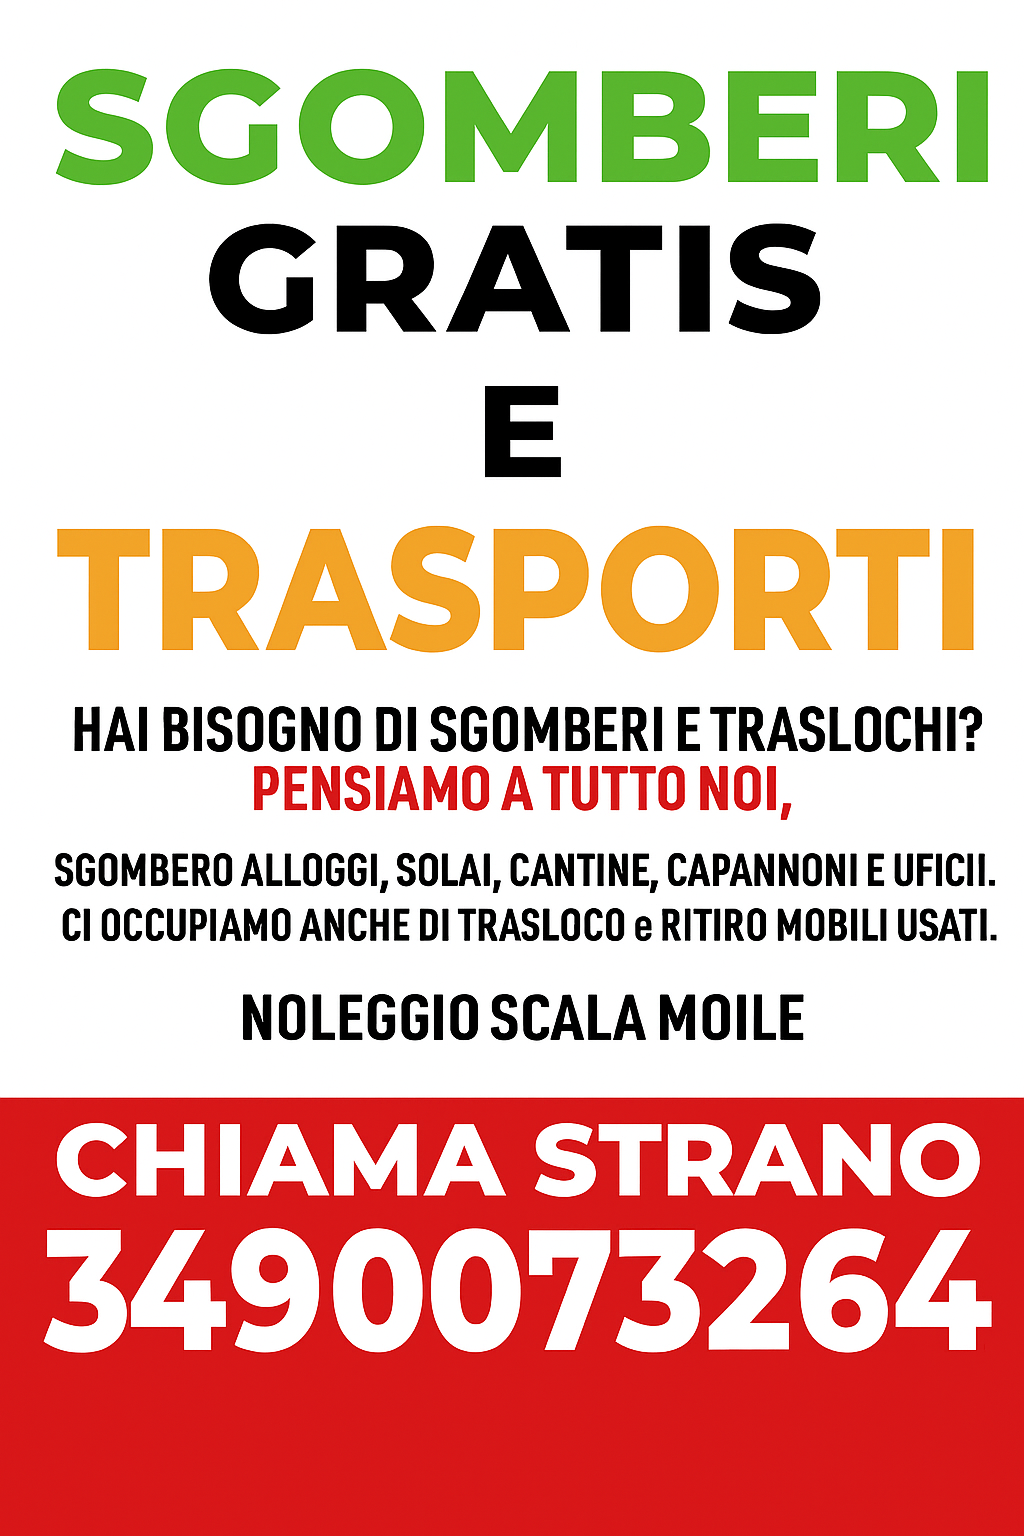 SGOMBERI
GRATIS
E
TRASPORTI
HAI BISOGNO DI SGOMBERI E TRASLOCHI?
PENSIAMO A TUTTO NOI,
SGOMBERO ALLOGGI, SOLAI, CANTINE, CAPANNONI E UFICII.
CI OCCUPIAMO ANCHE DI TRASLOCO e RITIRO MOBILI USATI.
NOLEGGIO SCALA MOILE
CHIAMA STRANO
3490073264